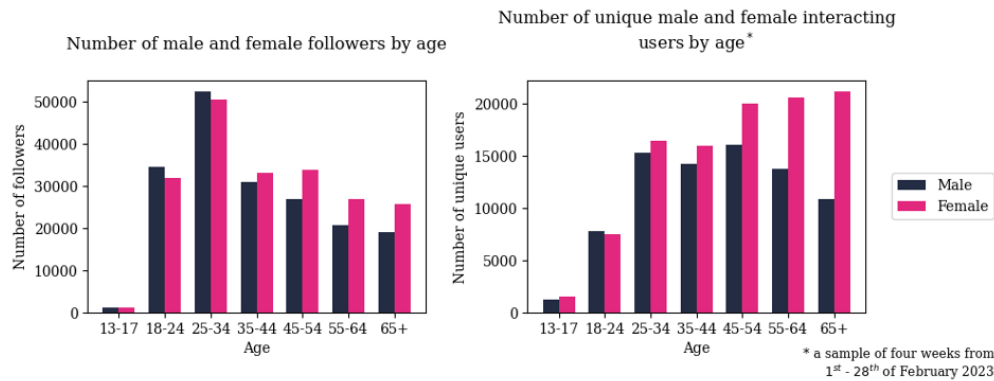 Number of male and female followers by age
50000
40000
30000
20000
10000
0
Number of followers
13-17 18-24 25-34 35-44 45-54 55-64 65+
Age
Number of unique male and female interacting
users by age*
20000
15000
10000
5000
0
Number of unique users
13-17 18-24 25-34 35-44 45-54 55-64 65+
Age
Male
Female
* a sample of four weeks from
1st - 28th of February 2023